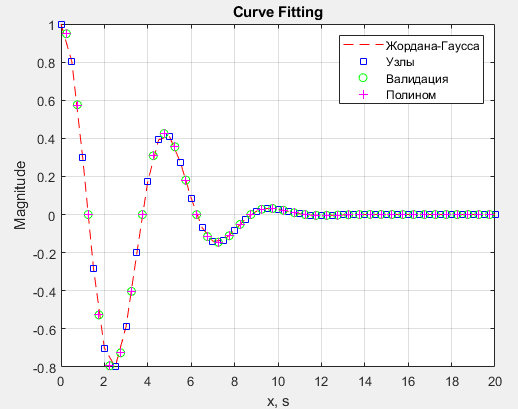 Curve Fitting
1
0.8
0.6
0.4
0.2
0
-0.2
-0.4
-0.6
-0.8
Magnitude
Жордана-Гаусса
Узлы
Валидация
Полином
0 2 4 6 8 10 12 14 16 18 20
x, s